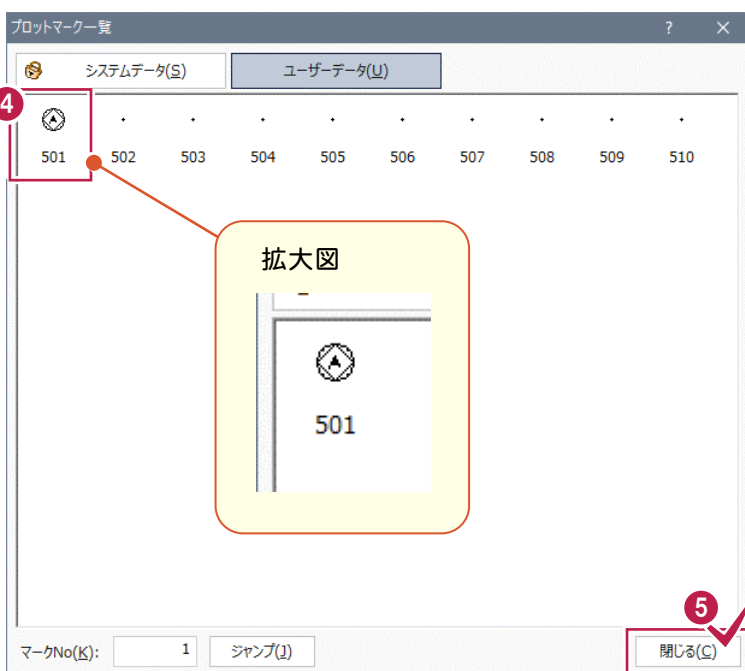 プロットマーク一覧 ? ×
システムデータ(S) ユーザーデータ(U)
4
501 502 503 504 505 506 507 508 509 510
拡大図
501
5
マークNo(K): 1 ジャンプ(J) 閉じる(C)